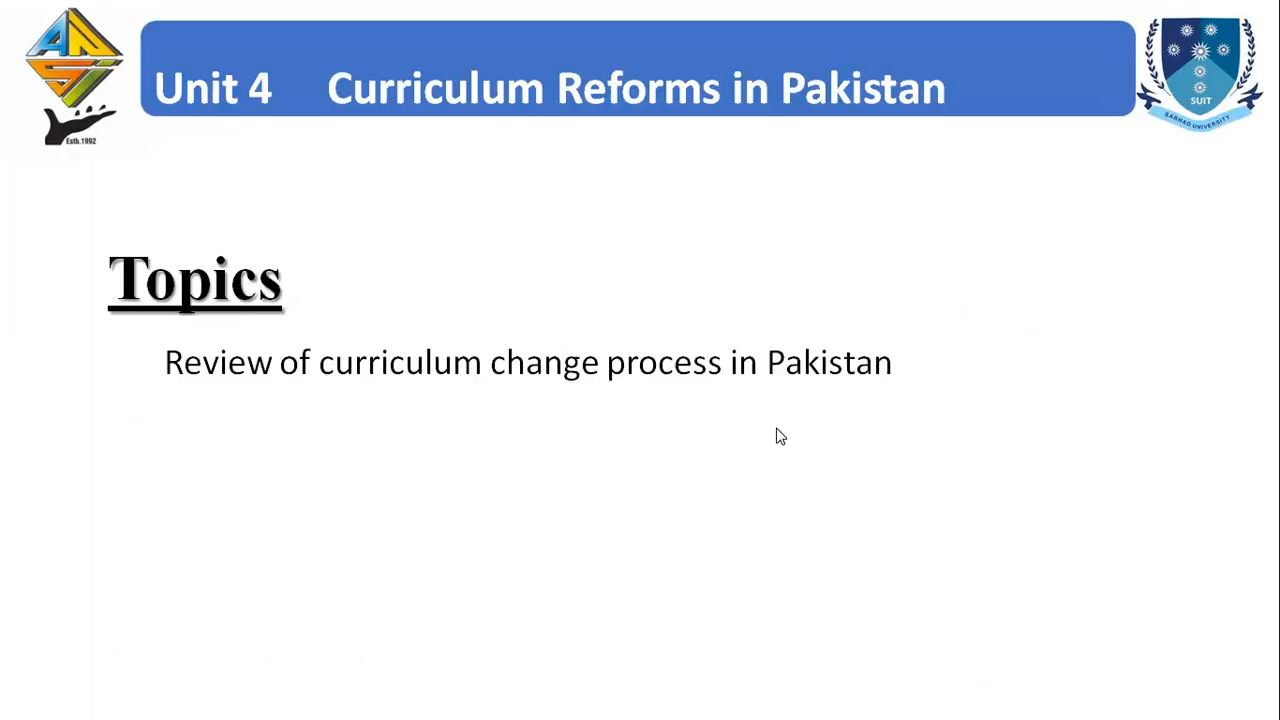 ANSI
Estb.1992
Unit 4 Curriculum Reforms in Pakistan
SUIT
SARHAD UNIVERSITY
Topics
Review of curriculum change process in Pakistan